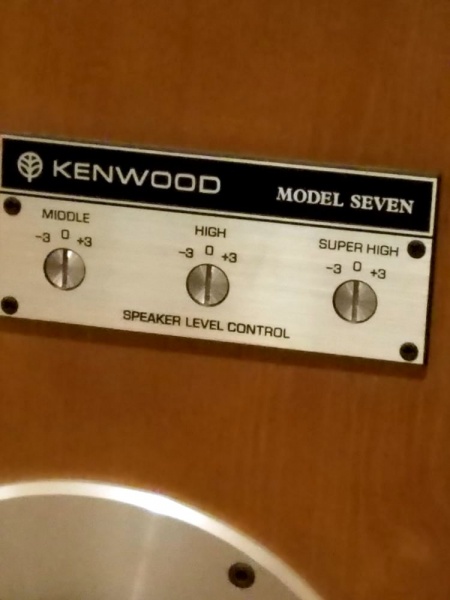 KENWOOD MODEL SEVEN
MIDDLE HIGH SUPER HIGH
-3 0 +3 -3 0 +3 -3 0 +3
SPEAKER LEVEL CONTROL